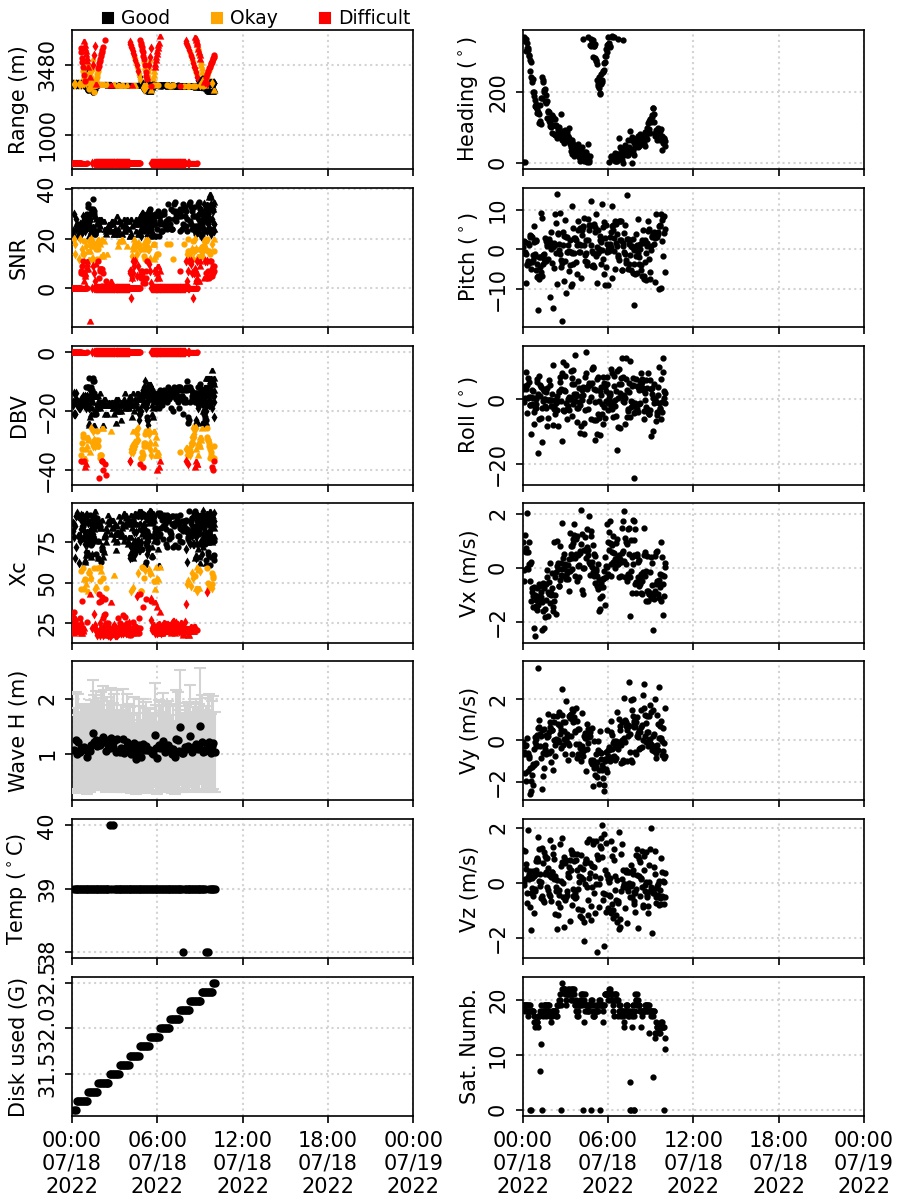 Good Okay Difficult
Range (m)
3480
1000
Heading (°)
200
0
SNR
40
20
0
Pitch (°)
10
0
−10
DBV
0
−20
−40
Roll (°)
0
−20
Xc
75
50
25
Vx (m/s)
2
0
−2
Wave H (m)
2
1
Vy (m/s)
2
0
−2
Temp (°C)
40
39
38
Vz (m/s)
2
0
−2
Disk used (G)
32.5
32.0
31.5
Sat. Numb.
20
10
0
00:00 06:00 12:00 18:00 00:00
07/18 07/18 07/18 07/18 07/19
2022 2022 2022 2022 2022
00:00 06:00 12:00 18:00 00:00
07/18 07/18 07/18 07/18 07/19
2022 2022 2022 2022 2022